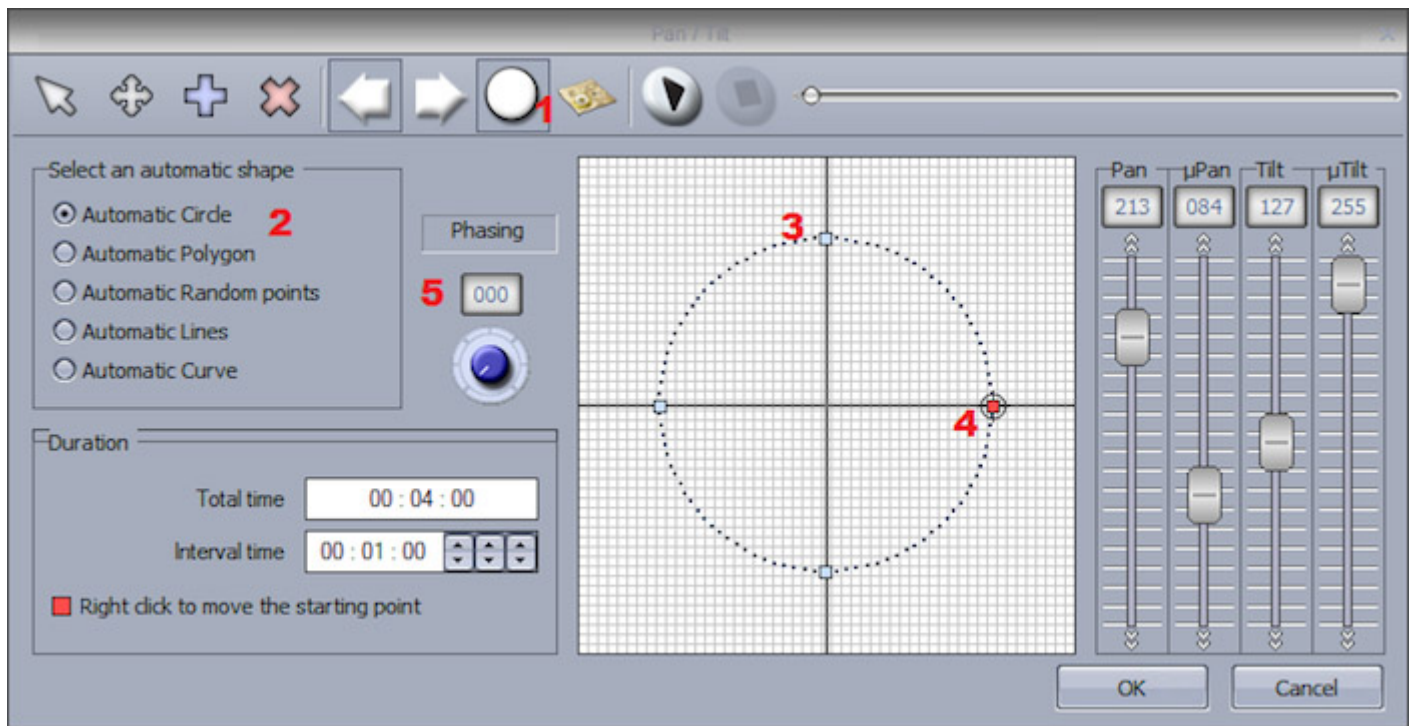 Pan / Tilt
1
Select an automatic shape
Automatic Circle 2
Automatic Polygon
Automatic Random points
Automatic Lines
Automatic Curve
Phasing
5 000
Duration
Total time 00 : 04 : 00
Interval time 00 : 01 : 00
Right click to move the starting point
3
4
Pan µPan Tilt µTilt
213 084 127 255
OK Cancel